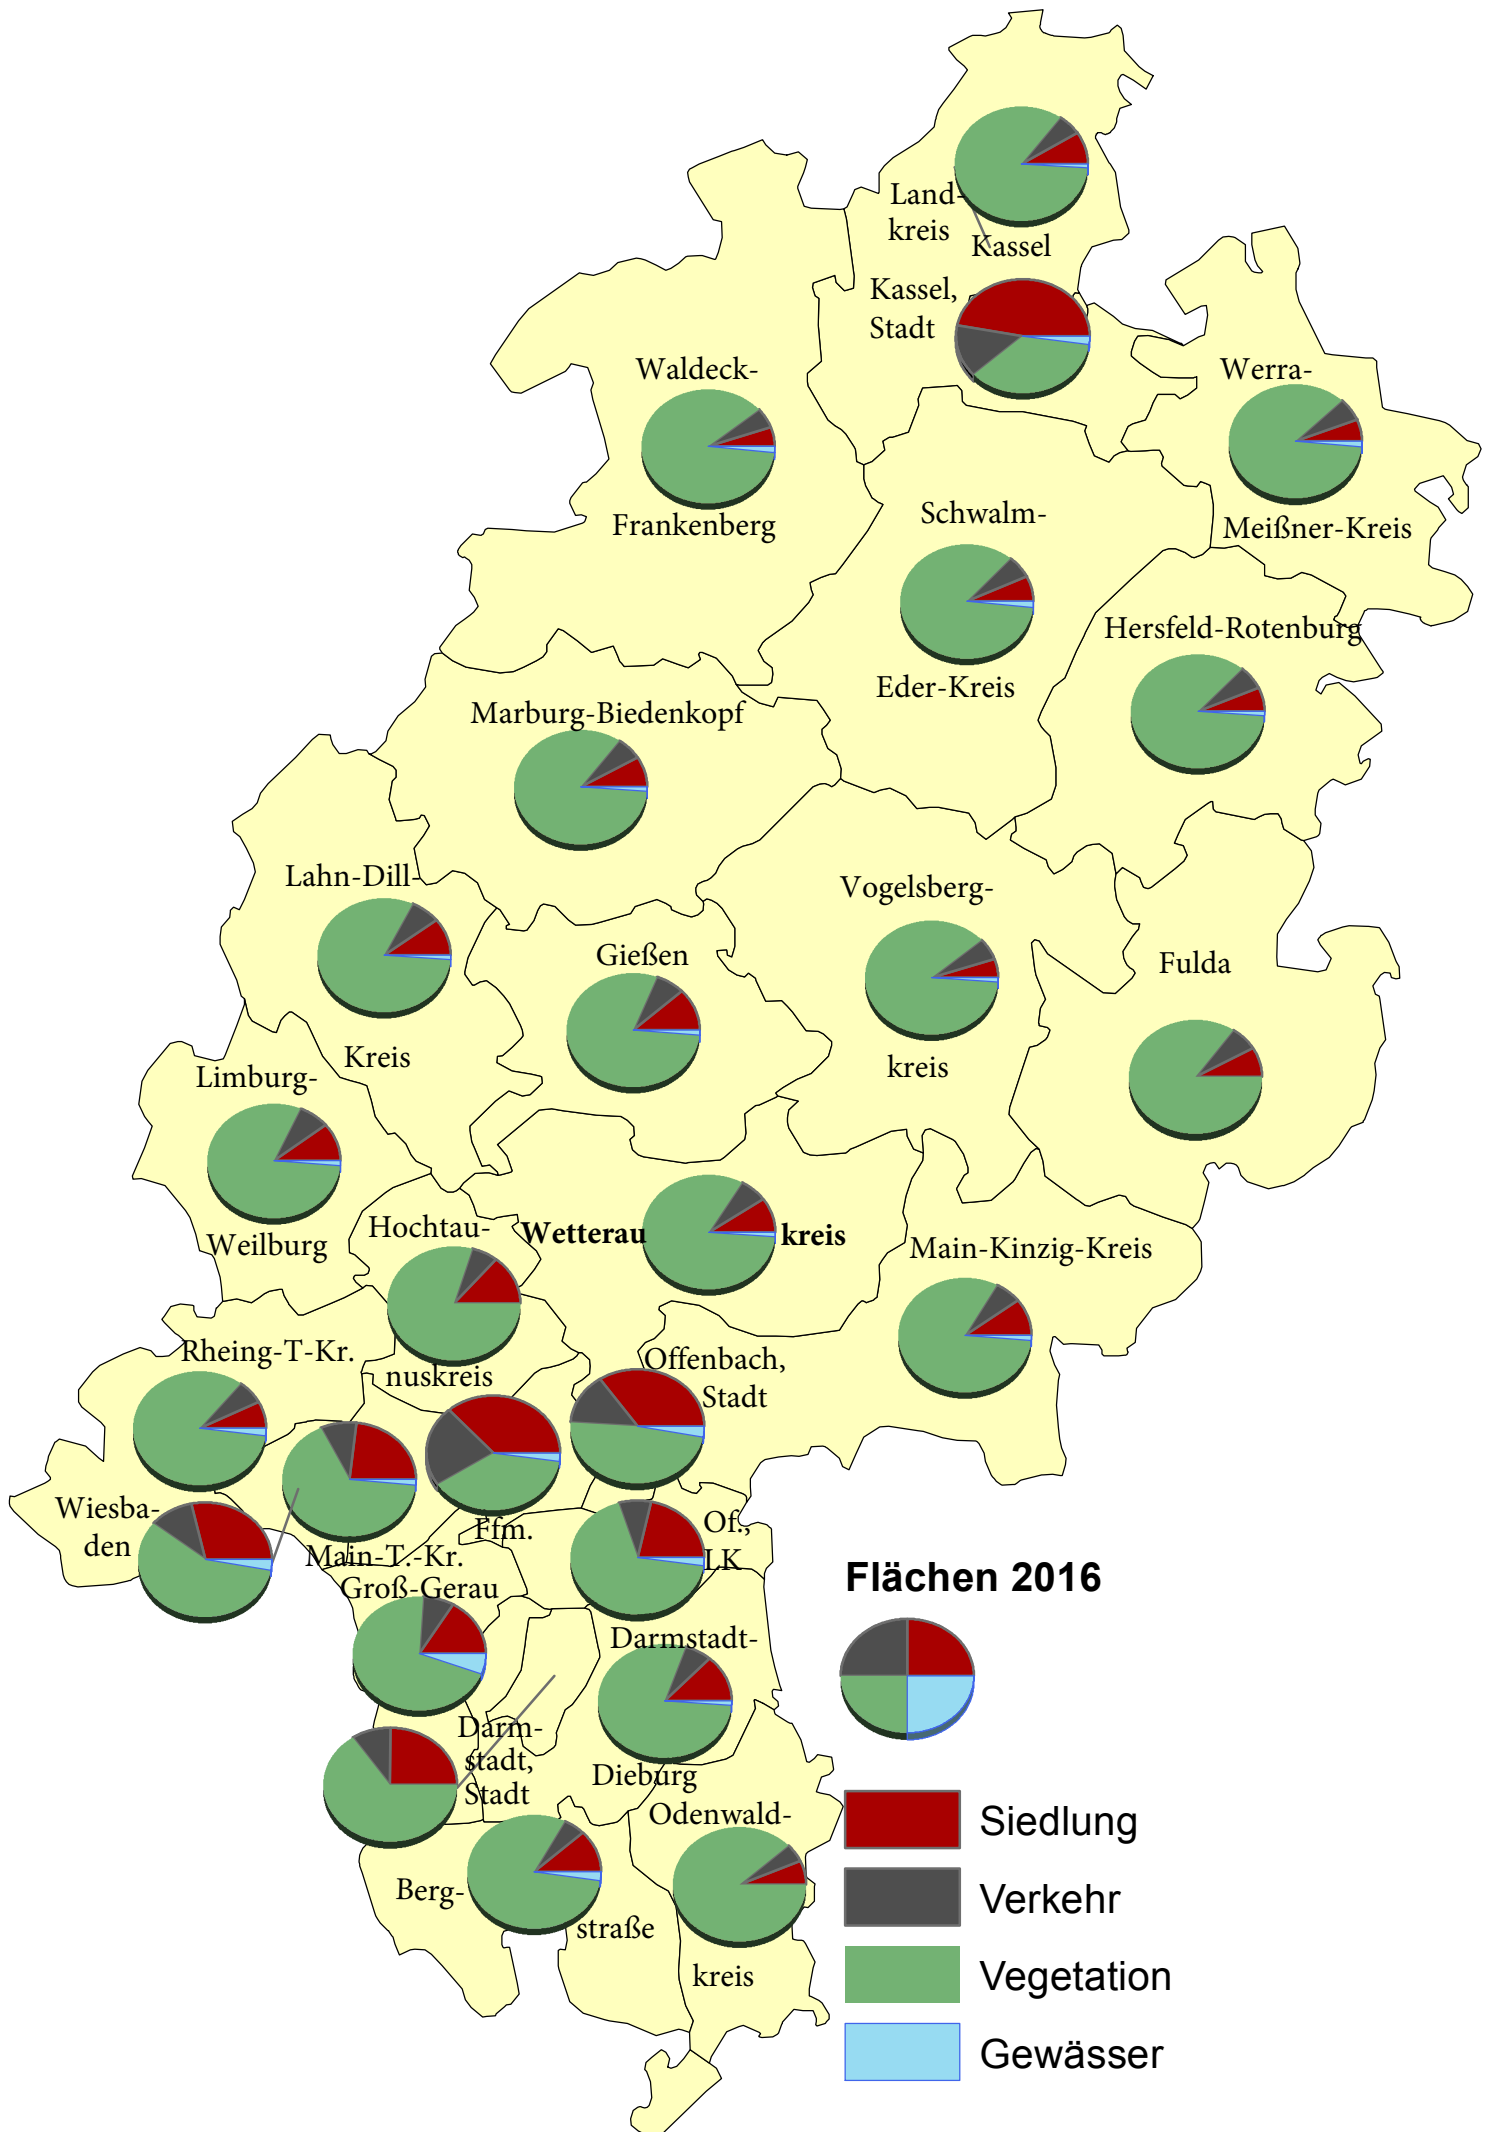 Land-
kreis
Kassel
Kassel,
Stadt
Waldeck-
Frankenberg
Werra-
Meißner-Kreis
Schwalm-
Eder-Kreis
Hersfeld-Rotenburg
Marburg-Biedenkopf
Lahn-Dill-
Kreis
Gießen
Vogelsberg-
kreis
Fulda
Limburg-
Weilburg
Hochtau-
nuskreis
Wetterau kreis
Main-Kinzig-Kreis
Rheing-T-Kr.
Offenbach,
Stadt
Wiesba-
den
Main-T.-Kr.
Ffm.
Of.,
LK
Groß-Gerau
Darmstadt-
Dieburg
Darm-
stadt,
Stadt
Berg-
straße
Odenwald-
kreis
Flächen 2016
Siedlung
Verkehr
Vegetation
Gewässer